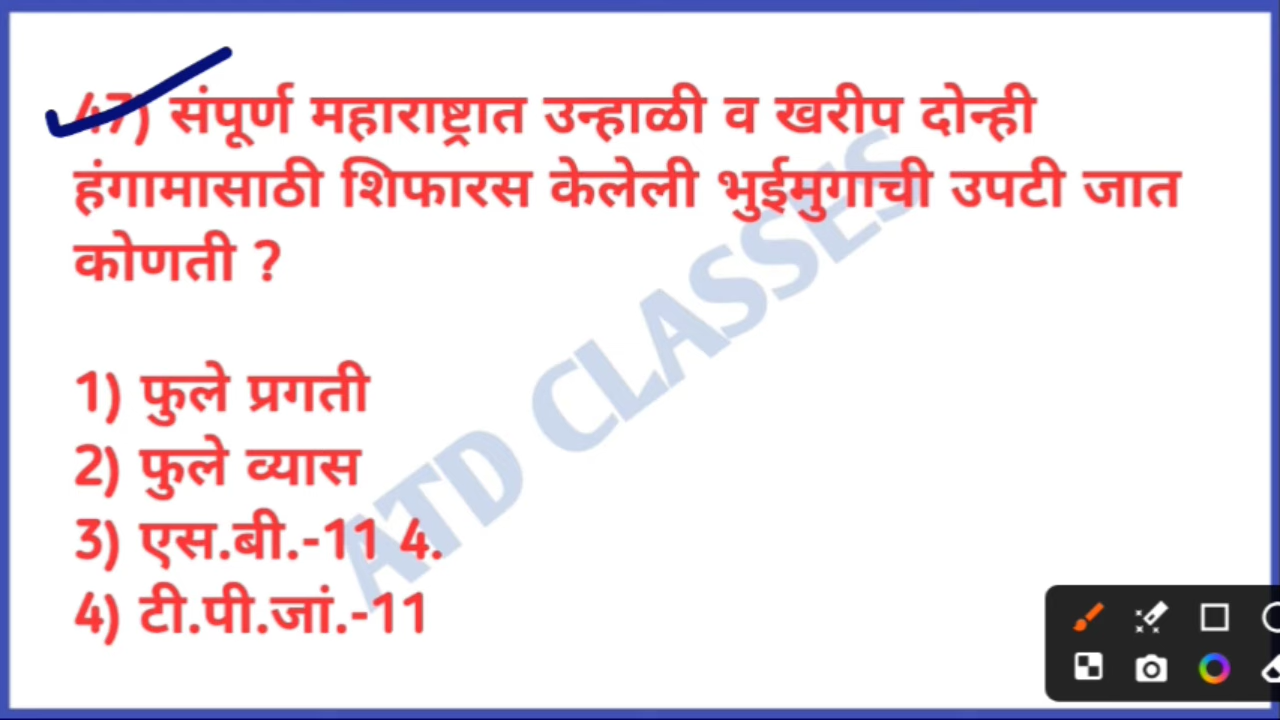 47) संपूर्ण महाराष्ट्रात उन्हाळी व खरीप दोन्ही
हंगामासाठी शिफारस केलेली भुईमुगाची उपटी जात
कोणती ?
1) फुले प्रगती
2) फुले व्यास
3) एस.बी.-11 4.
4) टी.पी.जां.-11
ATD CLASSES